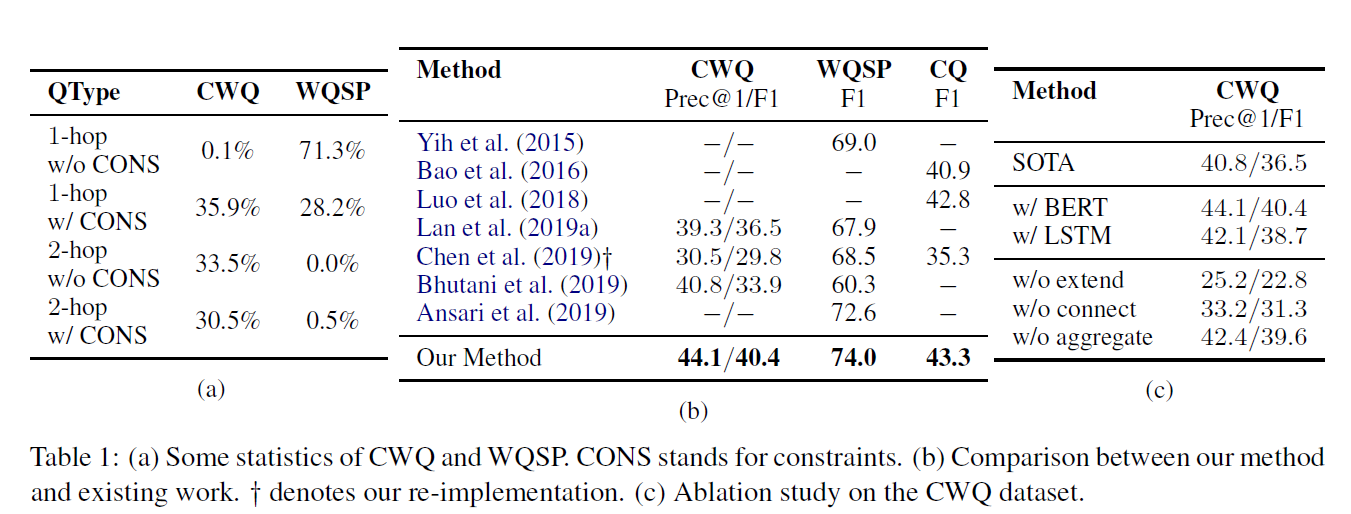 QType CWQ WQSP
1-hop
w/o CONS 0.1% 71.3%
1-hop
w/ CONS 35.9% 28.2%
2-hop
w/o CONS 33.5% 0.0%
2-hop
w/ CONS 30.5% 0.5%
(a)
Method CWQ WQSP CQ
Prec@1/F1 F1 F1
Yih et al. (2015) −/− 69.0 −
Bao et al. (2016) −/− − 40.9
Luo et al. (2018) −/− − 42.8
Lan et al. (2019a) 39.3/36.5 67.9 −
Chen et al. (2019)† 30.5/29.8 68.5 35.3
Bhutani et al. (2019) 40.8/33.9 60.3 −
Ansari et al. (2019) −/− 72.6 −
Our Method 44.1/40.4 74.0 43.3
(b)
Method CWQ
Prec@1/F1
SOTA 40.8/36.5
w/ BERT 44.1/40.4
w/ LSTM 42.1/38.7
w/o extend 25.2/22.8
w/o connect 33.2/31.3
w/o aggregate 42.4/39.6
(c)
Table 1: (a) Some statistics of CWQ and WQSP. CONS stands for constraints. (b) Comparison between our method
and existing work. † denotes our re-implementation. (c) Ablation study on the CWQ dataset.